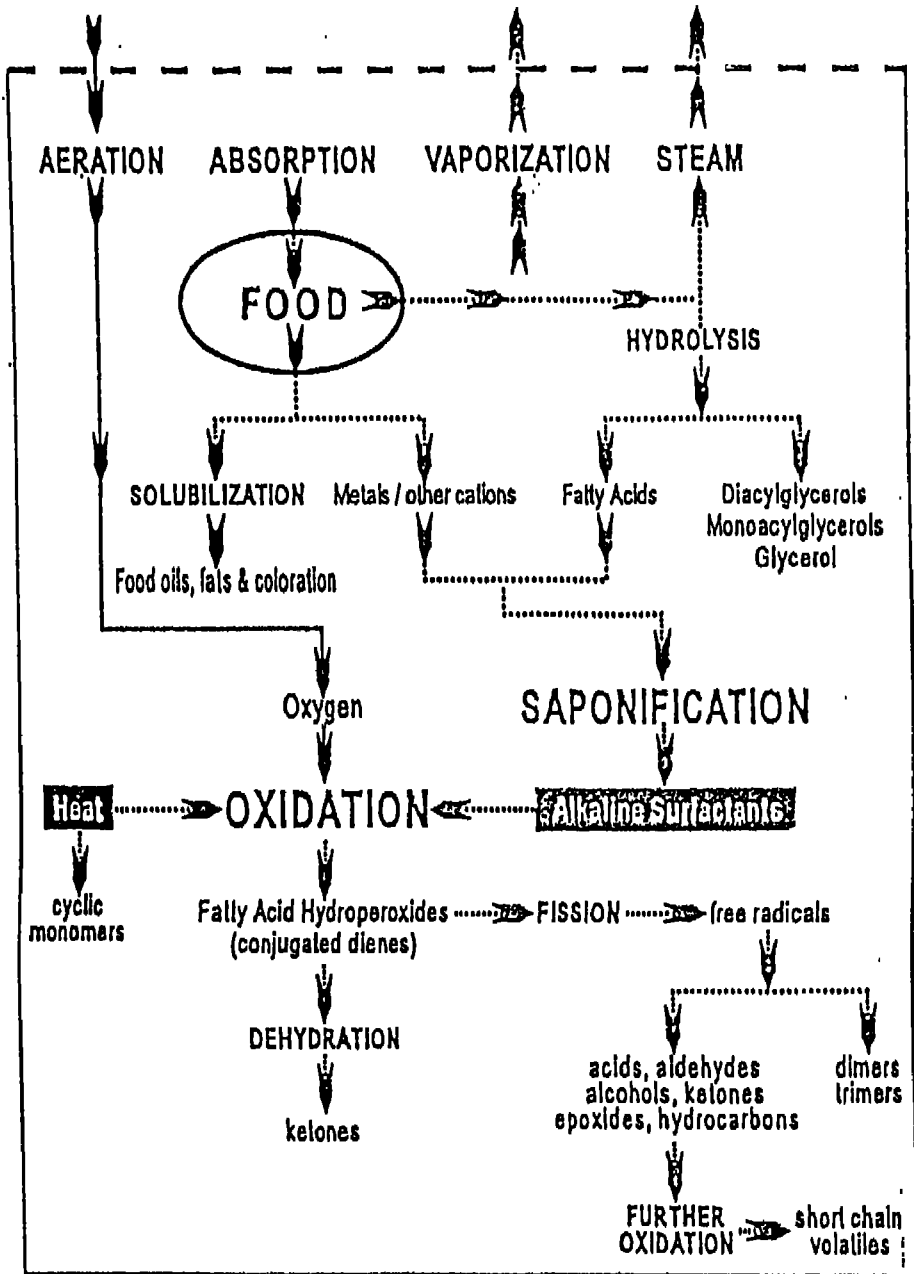 AERATION ABSORPTION VAPORIZATION STEAM
FOOD
HYDROLYSIS
SOLUBILIZATION Metals / other cations Fatty Acids Diacylglycerols
Monoacylglycerols
Glycerol
Food oils, fats & coloration
Oxygen
SAPONIFICATION
Heat OXIDATION Alkaline Surfactants
cyclic
monomers
Fatty Acid Hydroperoxides FISSION free radicals
(conjugated dienes)
DEHYDRATION
ketones
acids, aldehydes
alcohols, ketones
epoxides, hydrocarbons
dimers
trimers
FURTHER
OXIDATION
short chain
volatiles